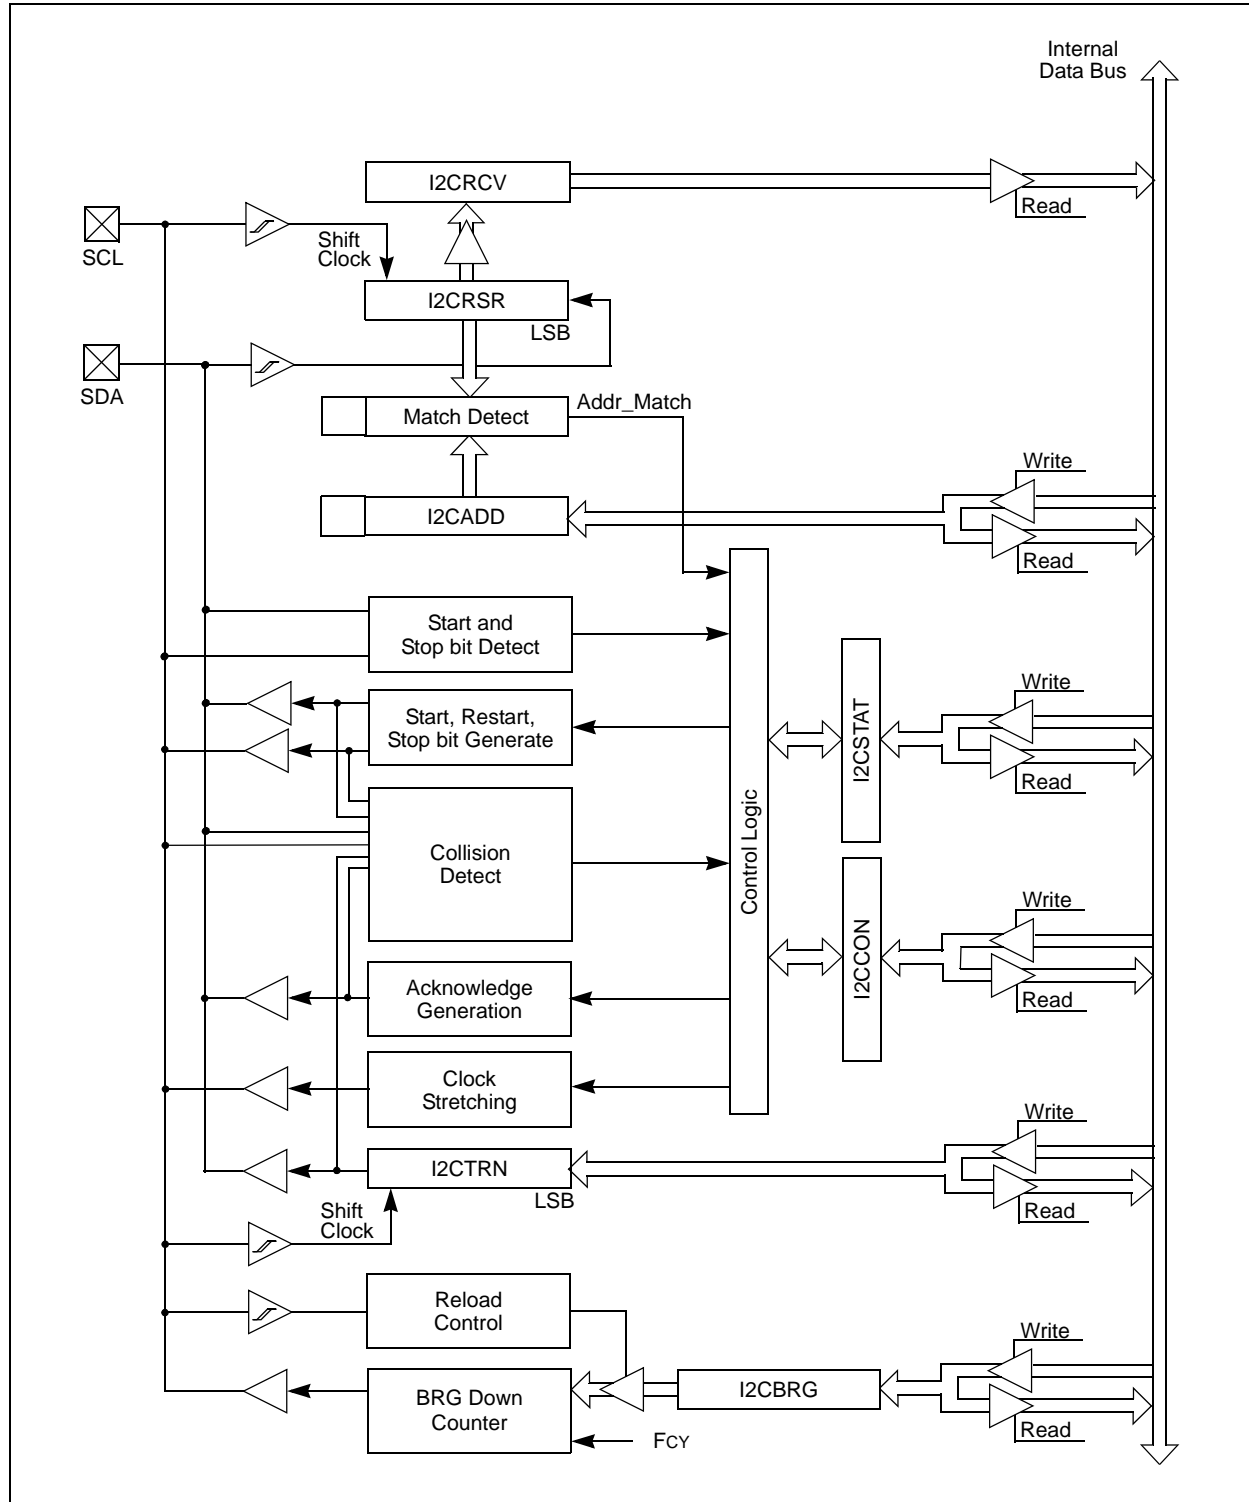 Internal
Data Bus
I2CRCV
Read
SCL
Shift
Clock
I2CRSR
LSB
SDA
Match Detect
Addr_Match
Write
I2CADD
Read
Start and
Stop bit Detect
Start, Restart,
Stop bit Generate
Write
I2CSTAT
Read
Collision
Detect
Control Logic
Write
I2CCON
Read
Acknowledge
Generation
Clock
Stretching
Write
I2CTRN
LSB
Read
Shift
Clock
Reload
Control
Write
I2CBRG
Read
BRG Down
Counter
FCY